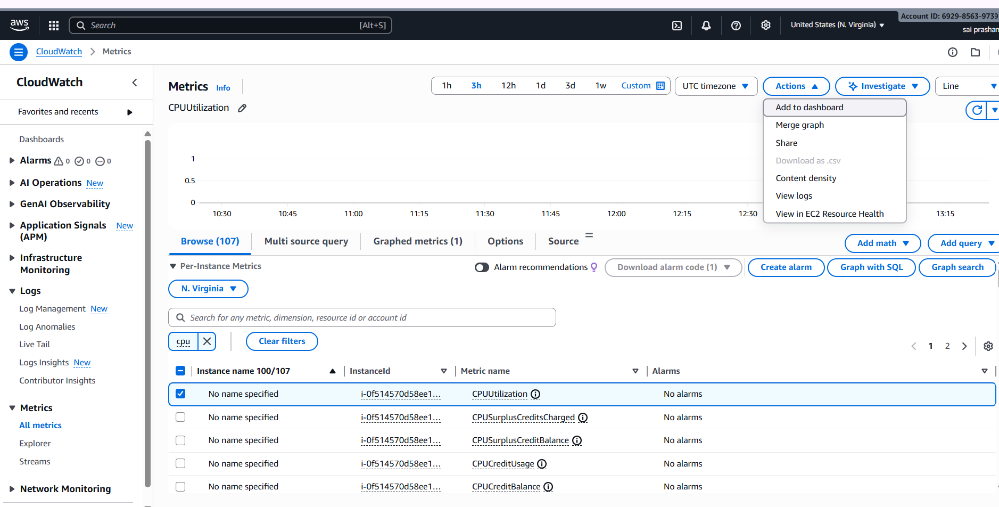 aws
Search [Alt+S]
United States (N. Virginia)
Account ID: 6929-8563-9739
sai prashan
CloudWatch > Metrics
CloudWatch
Favorites and recents
Dashboards
Alarms 0 0 0
AI Operations New
GenAI Observability
Application Signals New
(APM)
Infrastructure
Monitoring
Logs
Log Management New
Log Anomalies
Live Tail
Logs Insights New
Contributor Insights
Metrics
All metrics
Explorer
Streams
Network Monitoring
Metrics Info
1h 3h 12h 1d 3d 1w Custom
UTC timezone
Actions
Investigate
Line
CPUUtilization
Add to dashboard
Merge graph
Share
Download as .csv
Content density
View logs
View in EC2 Resource Health
1
0.5
0
10:30 10:45 11:00 11:15 11:30 11:45 12:00 12:15 12:30 13:15
Browse (107) Multi source query Graphed metrics (1) Options Source
Add math Add query
Per-Instance Metrics
Alarm recommendations Download alarm code (1) Create alarm Graph with SQL Graph search
N. Virginia
Search for any metric, dimension, resource id or account id
cpu Clear filters
1 2
Instance name 100/107 InstanceId Metric name Alarms
No name specified i-0f514570d58ee1... CPUUtilization No alarms
No name specified i-0f514570d58ee1... CPUSurplusCreditsCharged No alarms
No name specified i-0f514570d58ee1... CPUSurplusCreditBalance No alarms
No name specified i-0f514570d58ee1... CPUCreditUsage No alarms
No name specified i-0f514570d58ee1... CPUCreditBalance No alarms